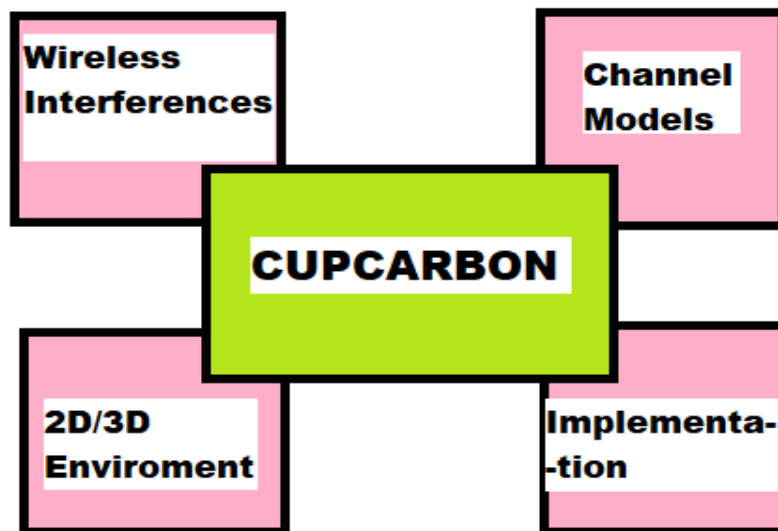 Wireless
Interferences
Channel
Models
CUPCARBON
2D/3D
Enviroment
Implementa-
-tion